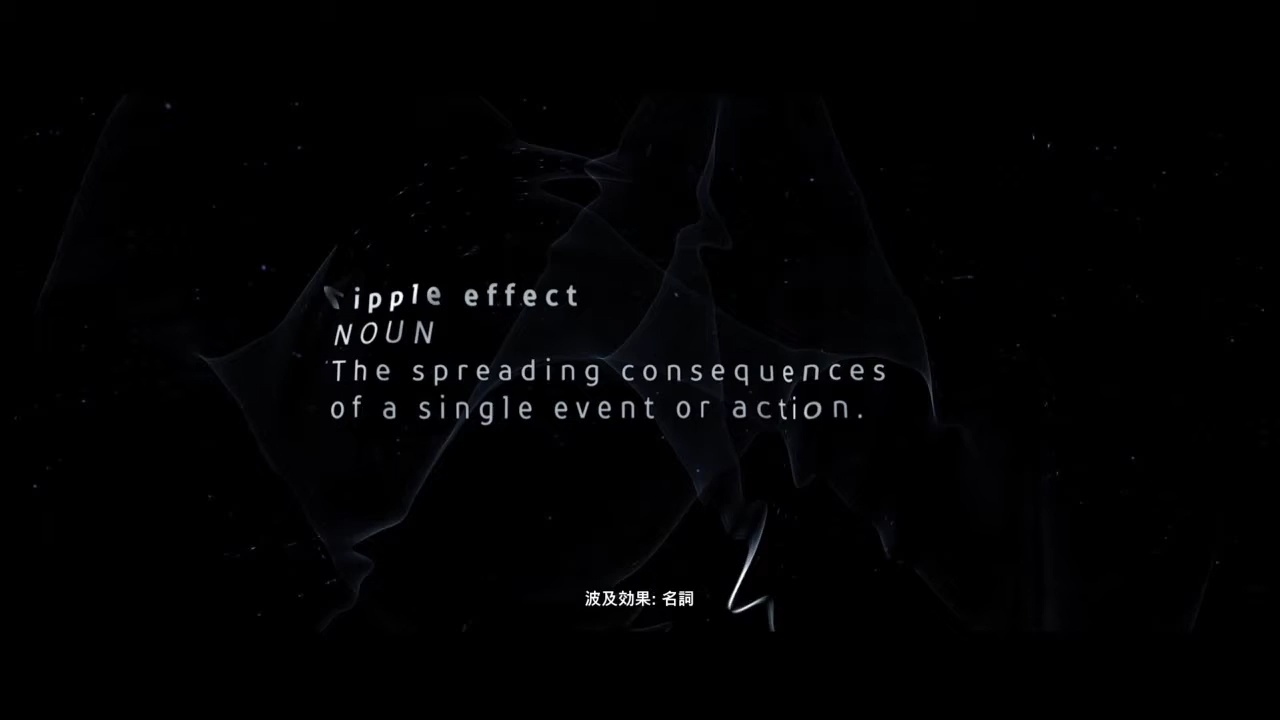 ripple effect
NOUN
The spreading consequences
of a single event or action.
波及効果: 名詞